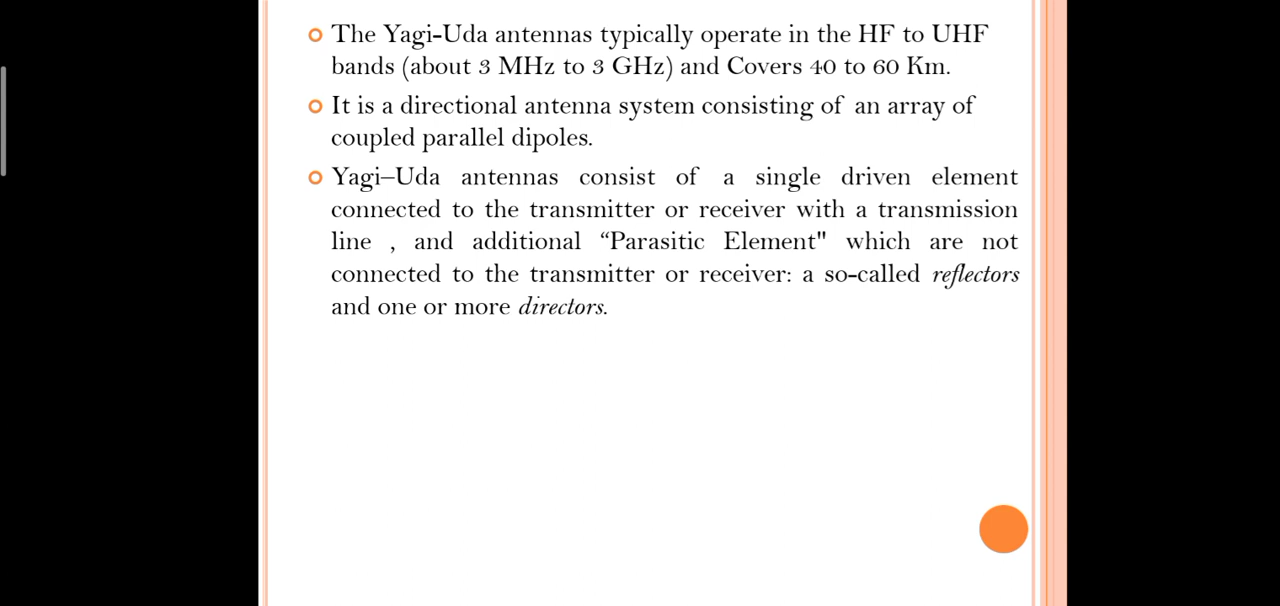 The Yagi-Uda antennas typically operate in the HF to UHF
bands (about 3 MHz to 3 GHz) and Covers 40 to 60 Km.
It is a directional antenna system consisting of an array of
coupled parallel dipoles.
Yagi–Uda antennas consist of a single driven element
connected to the transmitter or receiver with a transmission
line , and additional “Parasitic Element" which are not
connected to the transmitter or receiver: a so-called reflectors
and one or more directors.